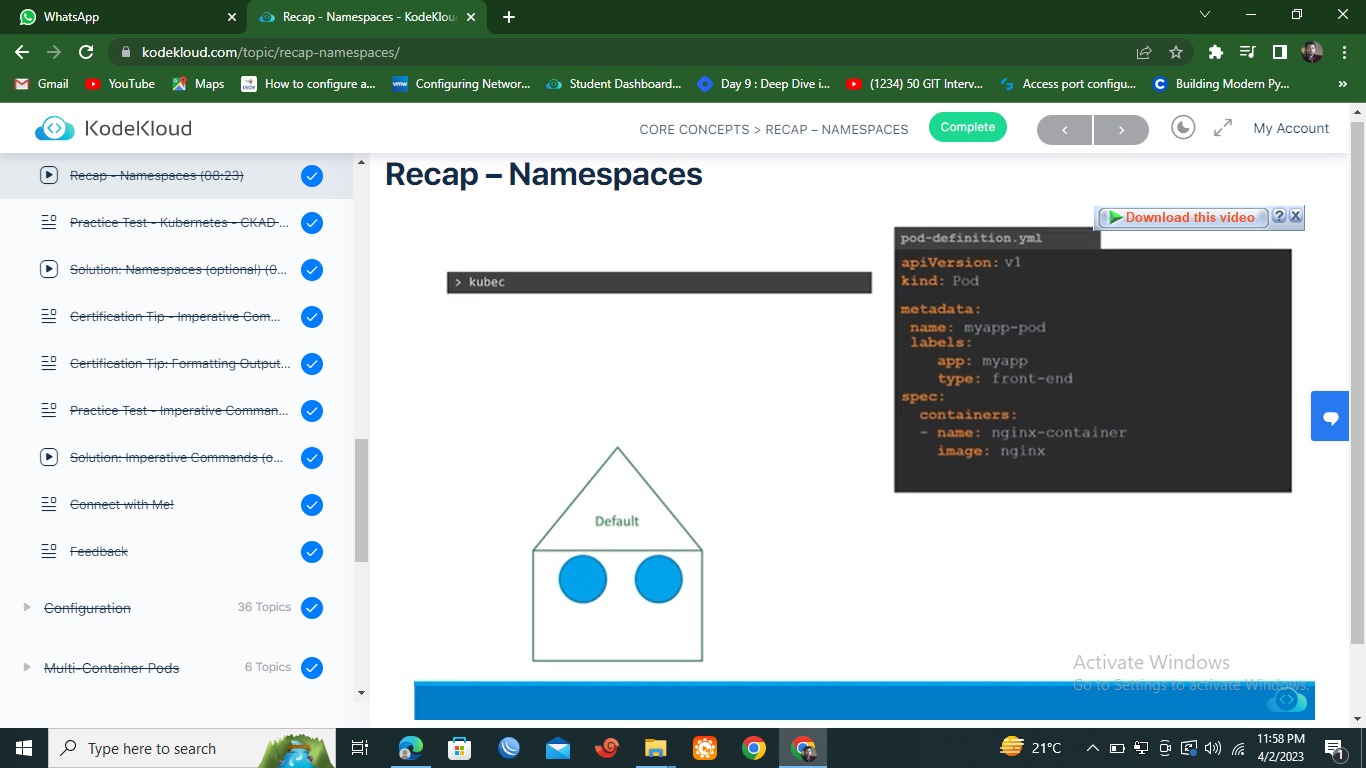 WhatsApp
Recap - Namespaces - KodeKlou
kodekloud.com/topic/recap-namespaces/
Gmail
YouTube
Maps
How to configure a...
Configuring Networ...
Student Dashboard...
Day 9 : Deep Dive i...
(1234) 50 GIT Interv...
Access port configu...
Building Modern Py...
»
KodeKloud
CORE CONCEPTS > RECAP – NAMESPACES
Complete
My Account
Recap - Namespaces (08:23)
Practice Test - Kubernetes - CKAD ...
Solution: Namespaces (optional) (0...
Certification Tip - Imperative Com...
Certification Tip: Formatting Output...
Practice Test - Imperative Comman...
Solution: Imperative Commands (o...
Connect with Me!
Feedback
Configuration 36 Topics
Multi-Container Pods 6 Topics
Recap – Namespaces
Download this video ? X
> kubec
pod-definition.yml
apiVersion: v1
kind: Pod
metadata:
name: myapp-pod
labels:
app: myapp
type: front-end
spec:
containers:
- name: nginx-container
image: nginx
Default
Activate Windows
Go to Settings to activate Windows.
Type here to search
21°C
11:58 PM
4/2/2023
1